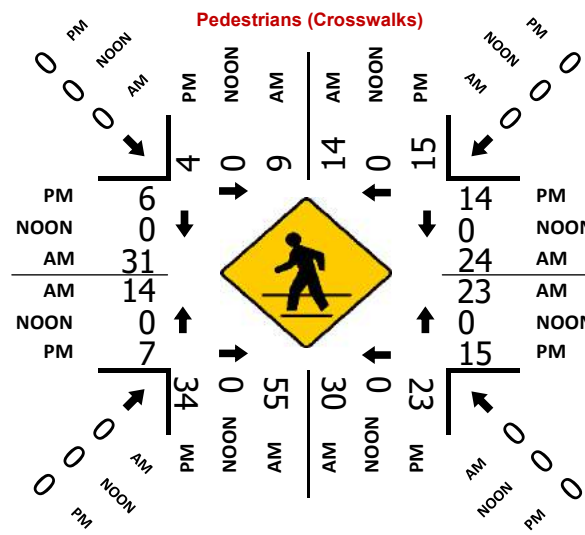 Pedestrians (Crosswalks)
0 PM
0 NOON
0 AM
PM 4
NOON 0
AM 9
AM 14
NOON 0
PM 15
PM 0
NOON 0
AM 0
PM 6
NOON 0
AM 31
AM 14
NOON 0
PM 7
14 PM
0 NOON
24 AM
23 AM
0 NOON
15 PM
0 AM
0 NOON
0 PM
34 PM
0 NOON
55 AM
30 AM
0 NOON
23 PM
0 AM
0 NOON
0 PM